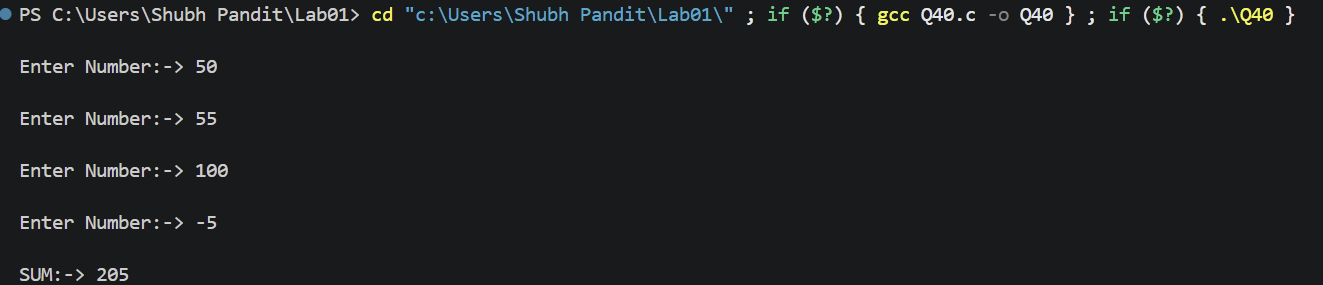 PS C:\Users\Shubh Pandit\Lab01> cd "c:\Users\Shubh Pandit\Lab01\" ; if ($?) { gcc Q40.c -o Q40 } ; if ($?) { .\Q40 }
Enter Number:-> 50
Enter Number:-> 55
Enter Number:-> 100
Enter Number:-> -5
SUM:-> 205